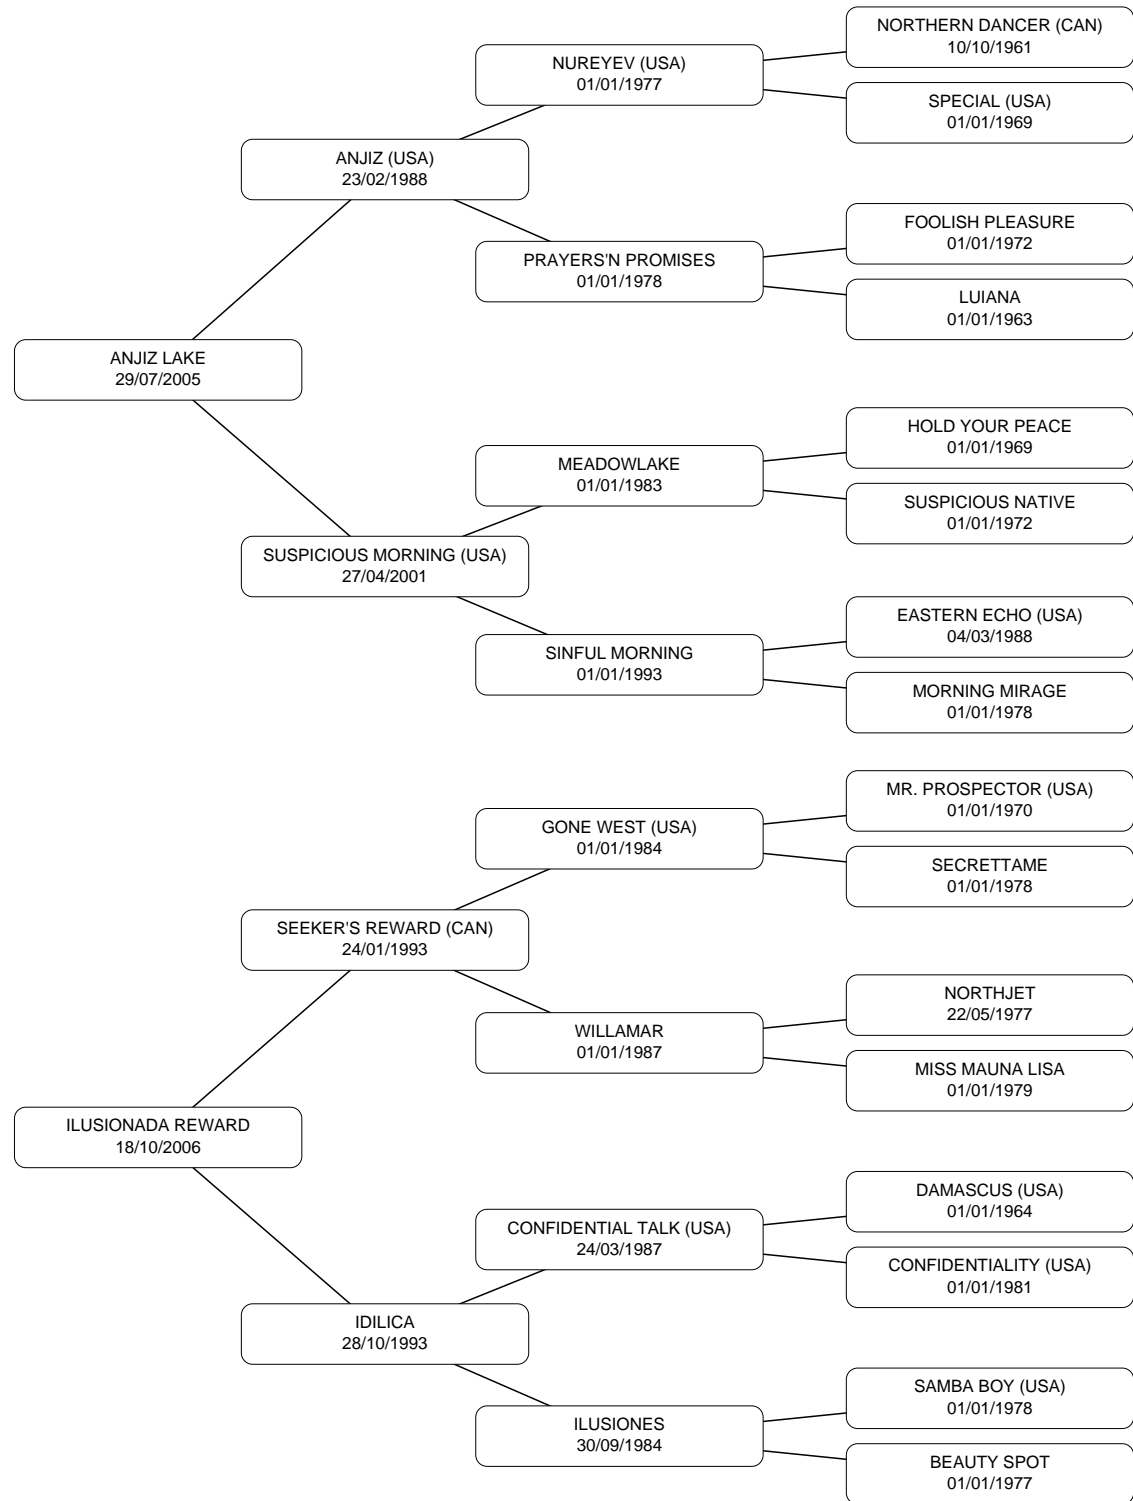 NORTHERN DANCER (CAN)
10/10/1961
NUREYEV (USA)
01/01/1977
SPECIAL (USA)
01/01/1969
ANJIZ (USA)
23/02/1988
FOOLISH PLEASURE
01/01/1972
PRAYERS'N PROMISES
01/01/1978
LUIANA
01/01/1963
ANJIZ LAKE
29/07/2005
HOLD YOUR PEACE
01/01/1969
MEADOWLAKE
01/01/1983
SUSPICIOUS NATIVE
01/01/1972
SUSPICIOUS MORNING (USA)
27/04/2001
EASTERN ECHO (USA)
04/03/1988
SINFUL MORNING
01/01/1993
MORNING MIRAGE
01/01/1978
MR. PROSPECTOR (USA)
01/01/1970
GONE WEST (USA)
01/01/1984
SECRETTAME
01/01/1978
SEEKER'S REWARD (CAN)
24/01/1993
NORTHJET
22/05/1977
WILLAMAR
01/01/1987
MISS MAUNA LISA
01/01/1979
ILUSIONADA REWARD
18/10/2006
DAMASCUS (USA)
01/01/1964
CONFIDENTIAL TALK (USA)
24/03/1987
CONFIDENTIALITY (USA)
01/01/1981
IDILICA
28/10/1993
SAMBA BOY (USA)
01/01/1978
ILUSIONES
30/09/1984
BEAUTY SPOT
01/01/1977